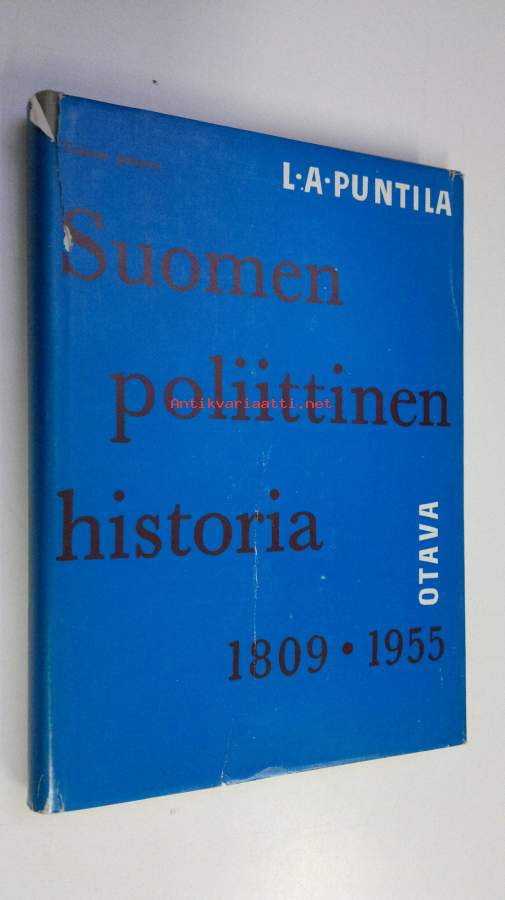 L·A·PUNTILA
Suomen
poliittinen
Antikvariaatti.net
historia
OTAVA
1809 · 1955